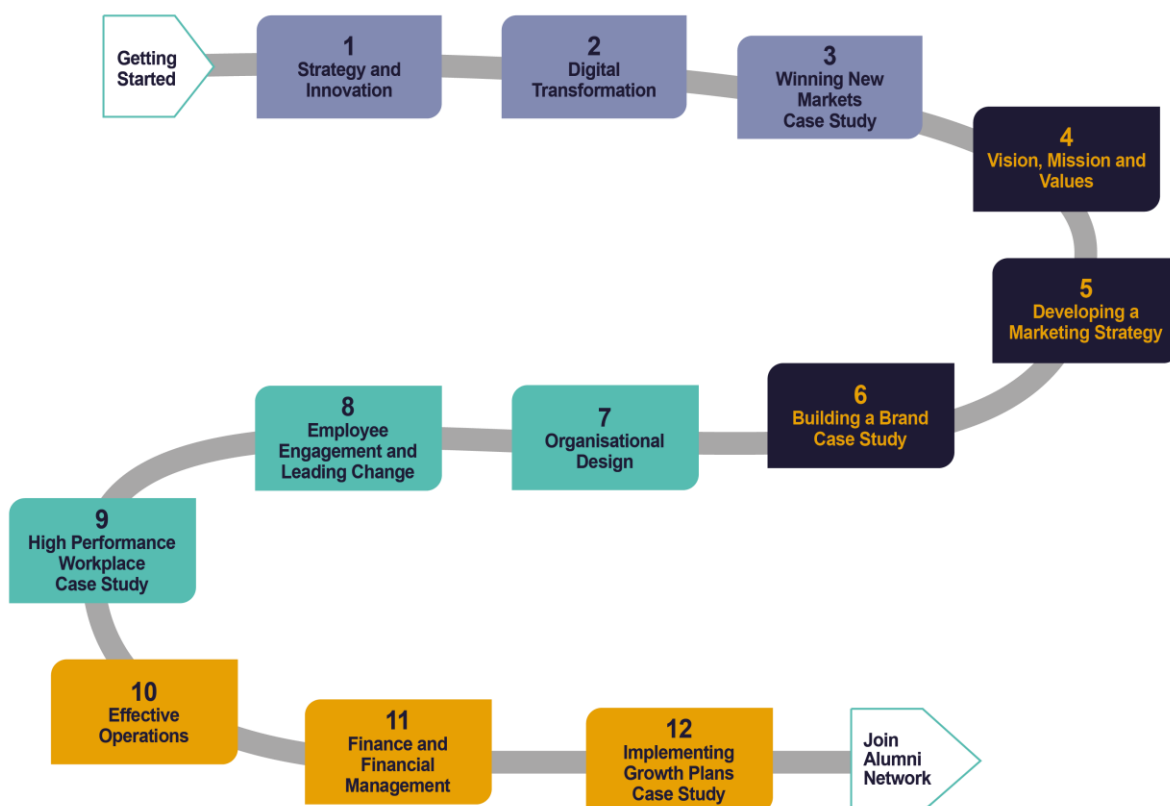 Getting
Started
1
Strategy and
Innovation
2
Digital
Transformation
3
Winning New
Markets
Case Study
4
Vision, Mission and
Values
5
Developing a
Marketing Strategy
6
Building a Brand
Case Study
7
Organisational
Design
8
Employee
Engagement and
Leading Change
9
High Performance
Workplace
Case Study
10
Effective
Operations
11
Finance and
Financial
Management
12
Implementing
Growth Plans
Case Study
Join
Alumni
Network